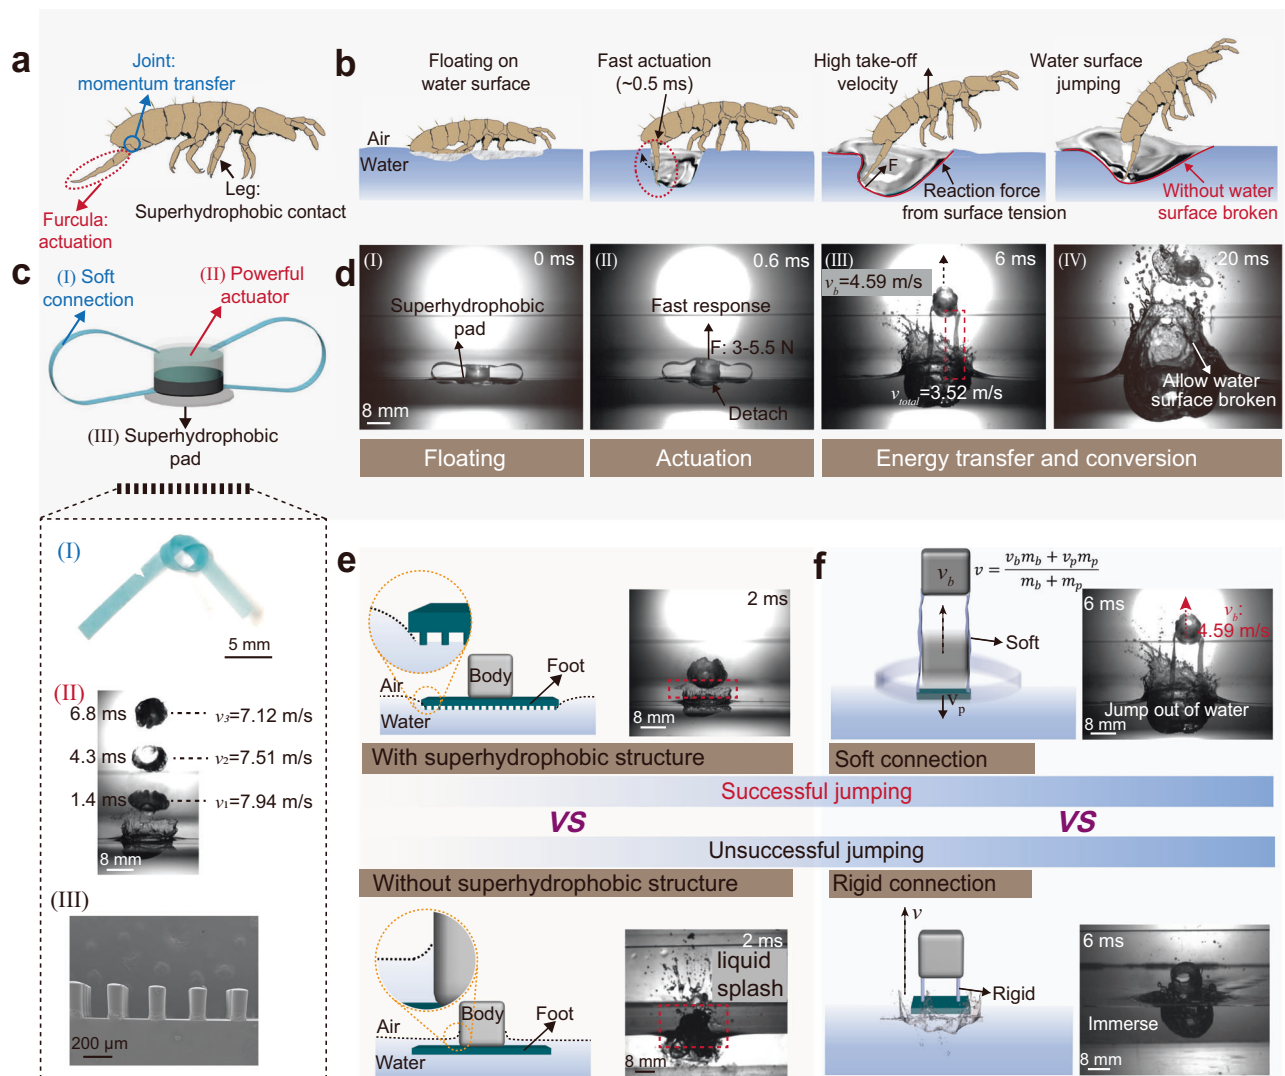 a
Joint:
momentum transfer
Leg:
Superhydrophobic contact
Furcula:
actuation
b
Floating on
water surface
Air
Water
Fast actuation
(~0.5 ms)
High take-off
velocity
F
Reaction force
from surface tension
Water surface
jumping
Without water
surface broken
c
(I) Soft
connection
(II) Powerful
actuator
(III) Superhydrophobic
pad
(I)
5 mm
(II)
6.8 ms
v3=7.12 m/s
4.3 ms
v2=7.51 m/s
1.4 ms
v1=7.94 m/s
8 mm
(III)
200 μm
d
(I)
0 ms
Superhydrophobic
pad
8 mm
(II)
0.6 ms
Fast response
F: 3-5.5 N
Detach
(III)
6 ms
vb=4.59 m/s
vtotal=3.52 m/s
(IV)
20 ms
Allow water
surface broken
Floating
Actuation
Energy transfer and conversion
e
Body
Foot
Air
Water
2 ms
8 mm
With superhydrophobic structure
f
vb
v = (vbmb + vpmp) / (mb + mp)
Soft
Vp
6 ms
vb:
4.59 m/s
Jump out of water
8 mm
Soft connection
Successful jumping
VS
VS
Unsuccessful jumping
Without superhydrophobic structure
Body
Foot
Air
Water
2 ms
liquid
splash
8 mm
Rigid connection
v
Rigid
6 ms
Immerse
8 mm